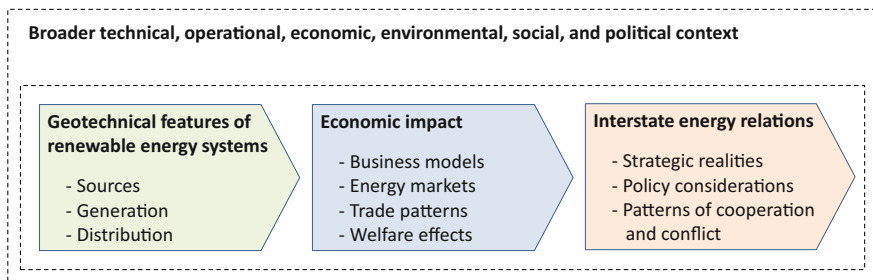 Broader technical, operational, economic, environmental, social, and political context
Geotechnical features of
renewable energy systems
- Sources
- Generation
- Distribution
Economic impact
- Business models
- Energy markets
- Trade patterns
- Welfare effects
Interstate energy relations
- Strategic realities
- Policy considerations
- Patterns of cooperation
and conflict